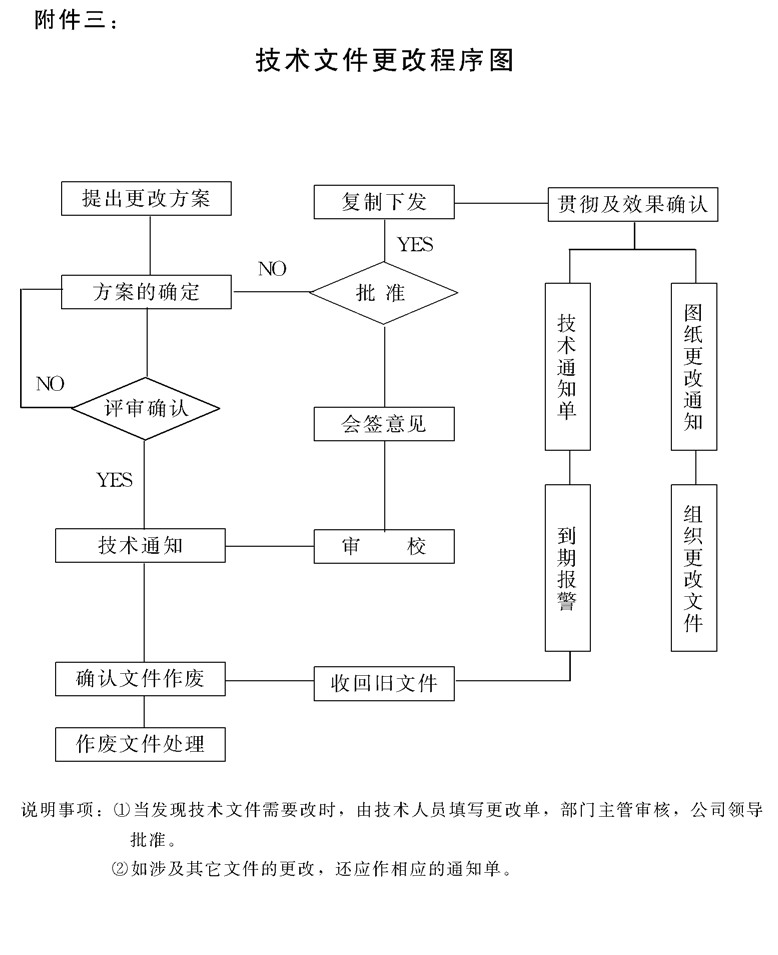 附件三：
技术文件更改程序图
提出更改方案
复制下发
贯彻及效果确认
YES
NO
方案的确定
批 准
技术通知单
图纸更改通知
NO
评审确认
会签意见
YES
技术通知
审 校
到期报警
组织更改文件
确认文件作废
收回旧文件
作废文件处理
说明事项：①当发现技术文件需要改时，由技术人员填写更改单，部门主管审核，公司领导
批准。
②如涉及其它文件的更改，还应作相应的通知单。